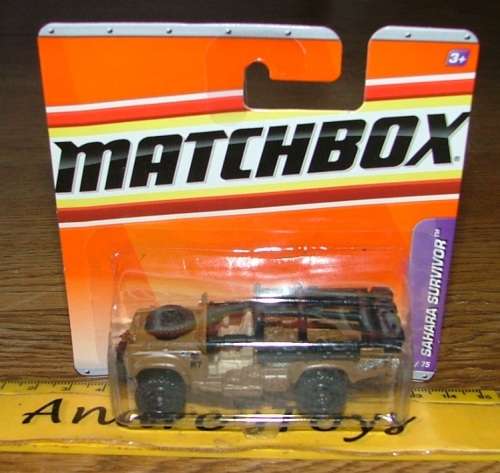 3+
MATCHBOX®
SAHARA SURVIVOR™
/ 75
Andre Toys